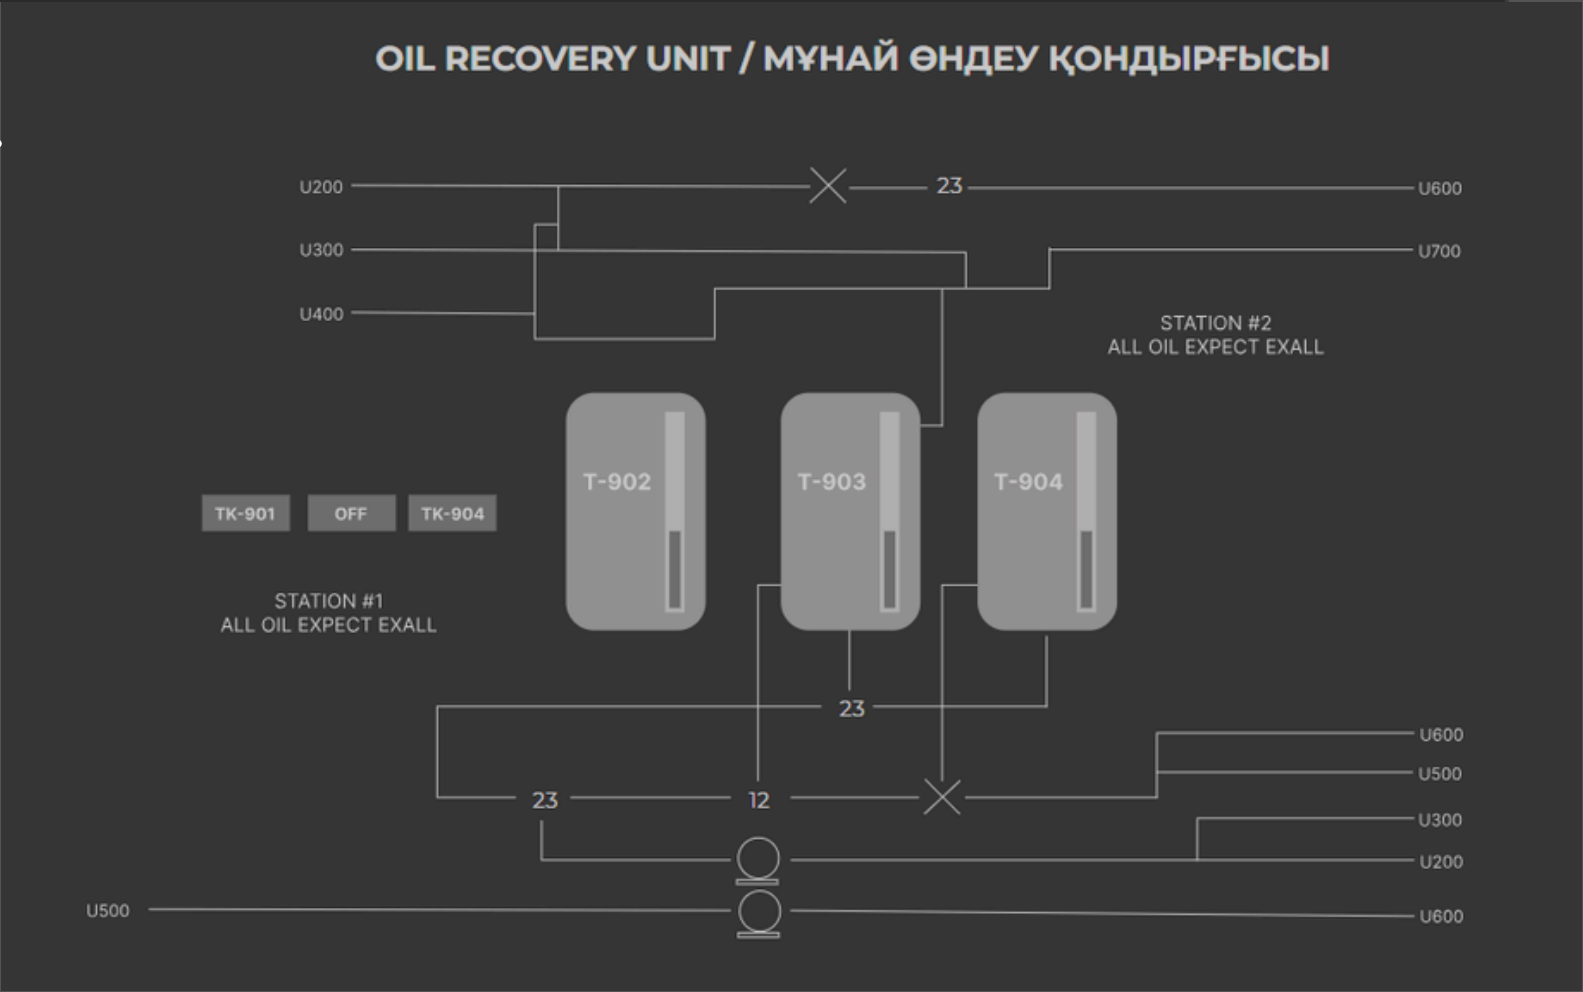 OIL RECOVERY UNIT / МҰНАЙ ӨНДЕУ ҚОНДЫРҒЫСЫ
U200
23
U600
U300
U700
U400
STATION #2
ALL OIL EXPECT EXALL
T-902
T-903
T-904
TK-901
OFF
TK-904
STATION #1
ALL OIL EXPECT EXALL
23
U600
U500
23
12
U300
U200
U500
U600